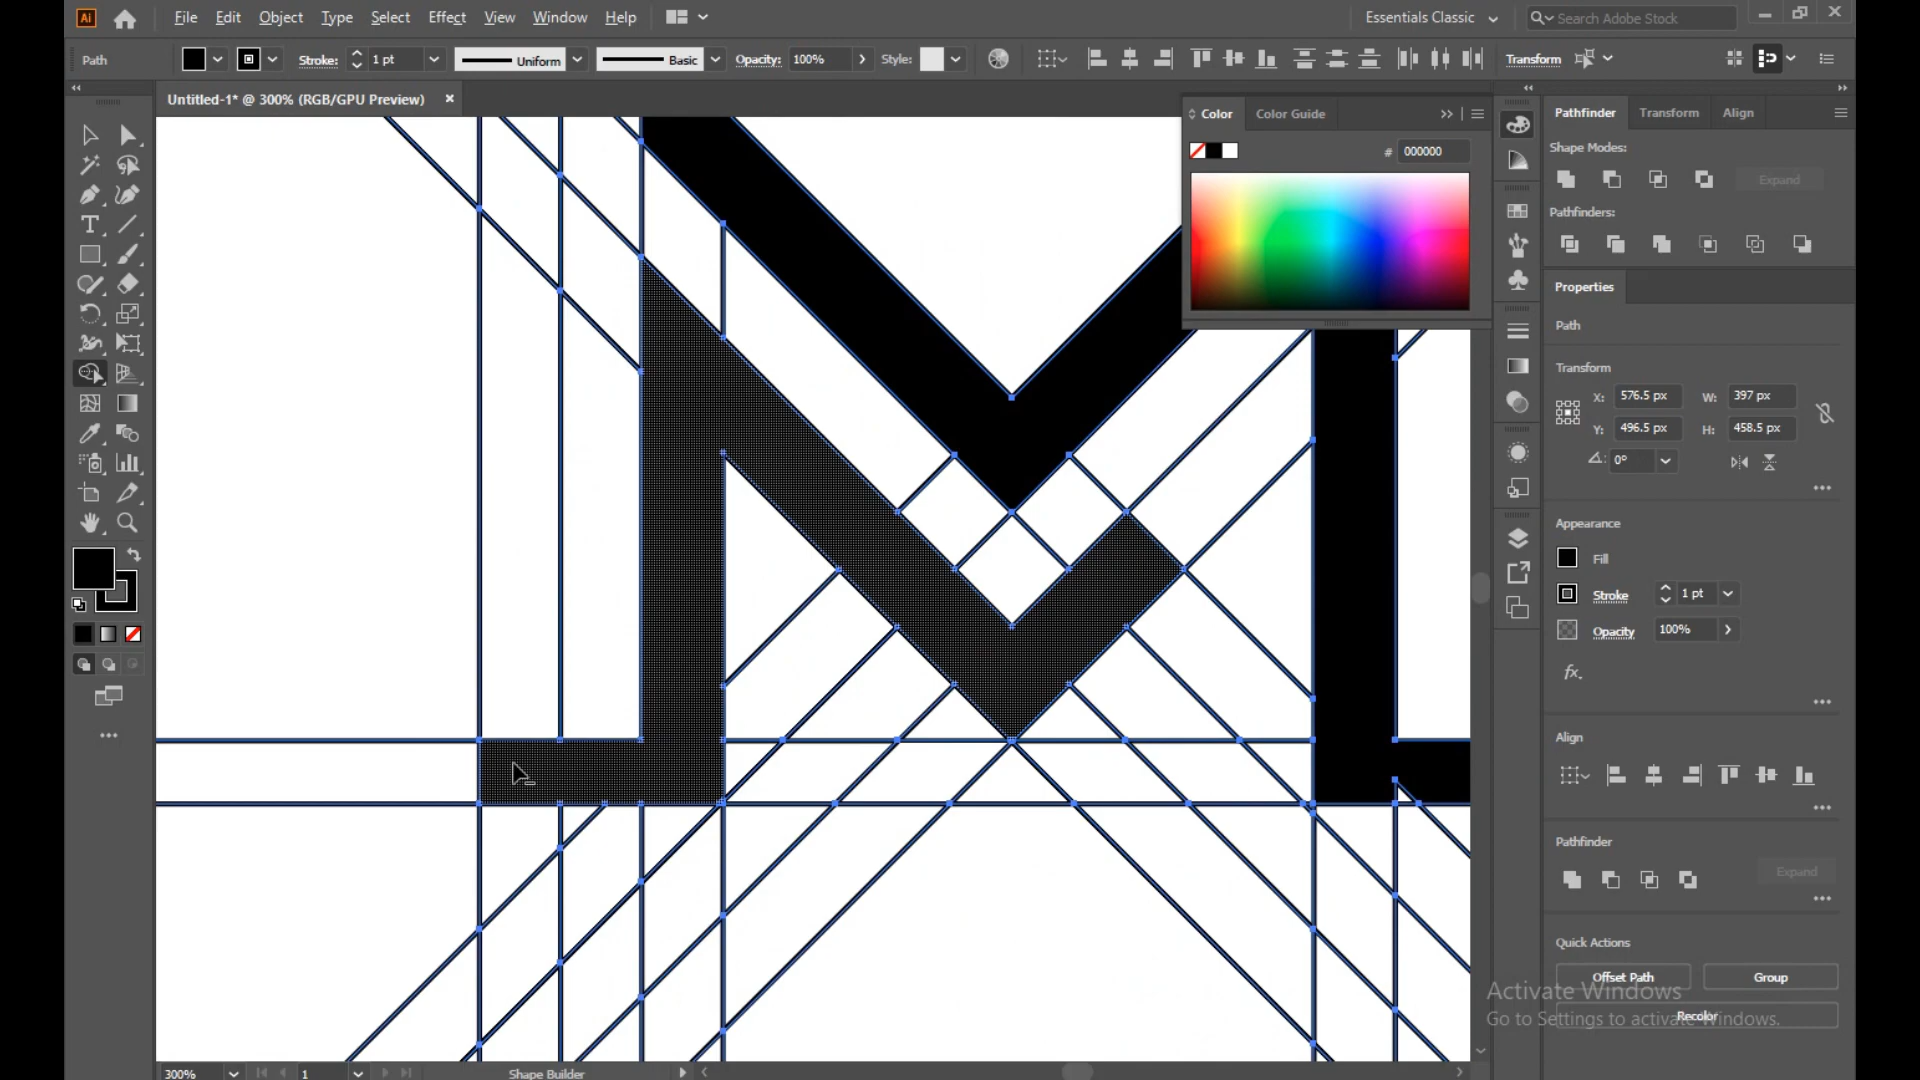 Ai File Edit Object Type Select Effect View Window Help Essentials Classic Search Adobe Stock
Path Stroke: 1 pt Uniform Basic Opacity: 100% Style: Transform
Untitled-1* @ 300% (RGB/GPU Preview)
Color Color Guide
# 000000
Pathfinder Transform Align
Shape Modes:
Expand
Pathfinders:
Properties
Path
Transform
X: 576.5 px W: 397 px
Y: 496.5 px H: 458.5 px
0°
Appearance
Fill
Stroke 1 pt
Opacity 100%
fx.
Align
Pathfinder
Expand
Quick Actions
Offset Path Group
Recolor
Activate Windows
Go to Settings to activate Windows.
300% 1 Shape Builder